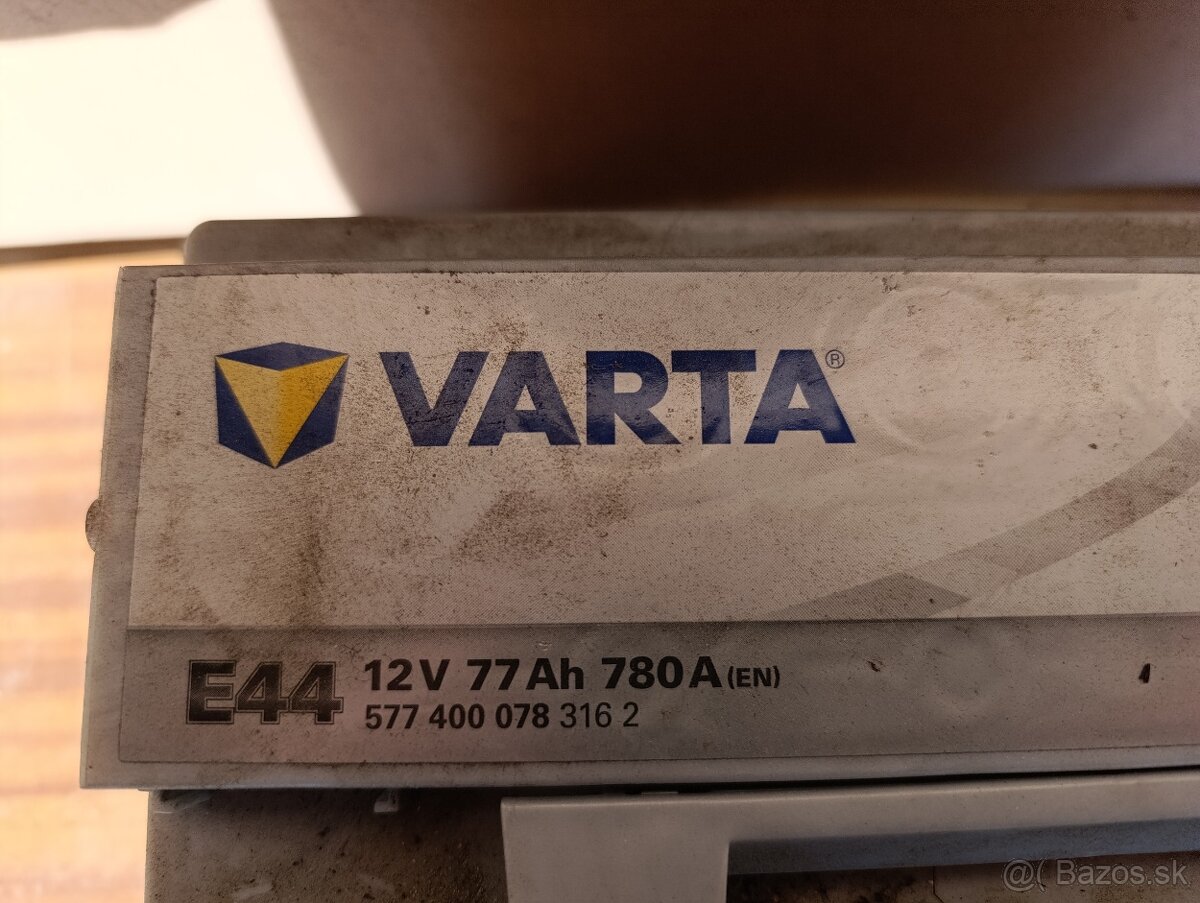 VARTA®
E44 12V 77Ah 780A (EN)
577 400 078 316 2
@( Bazos.sk